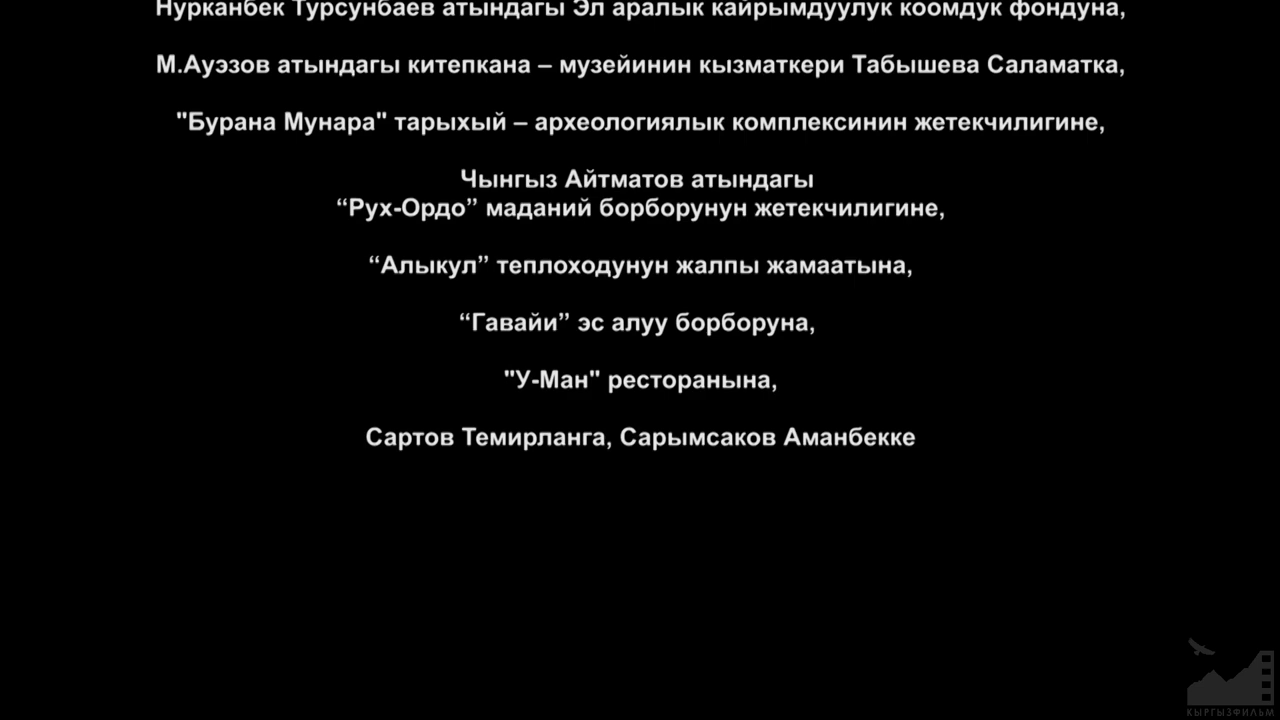 Нурканбек Турсунбаев атындагы Эл аралык кайрымдуулук коомдук фондуна,
М.Ауэзов атындагы китепкана – музейинин кызматкери Табышева Саламатка,
"Бурана Мунара" тарыхый – археологиялык комплексинин жетекчилигине,
Чынгыз Айтматов атындагы
“Рух-Ордо” маданий борборунун жетекчилигине,
“Алыкул” теплоходунун жалпы жамаатына,
“Гавайи” эс алуу борборуна,
"У-Ман" ресторанына,
Сартов Темирланга, Сарымсаков Аманбекке
КЫРГЫЗФИЛЬМ